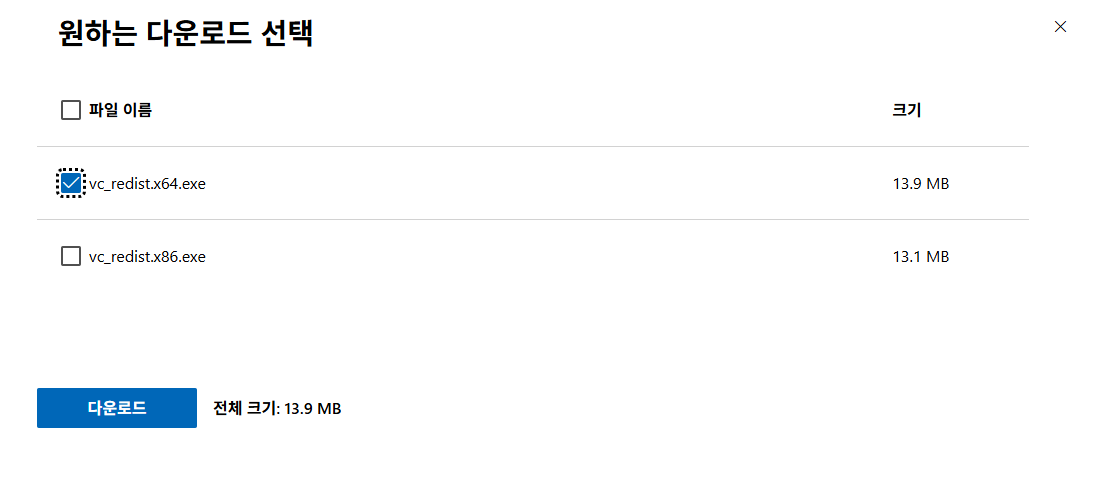 원하는 다운로드 선택
파일 이름 크기
vc_redist.x64.exe 13.9 MB
vc_redist.x86.exe 13.1 MB
다운로드 전체 크기: 13.9 MB